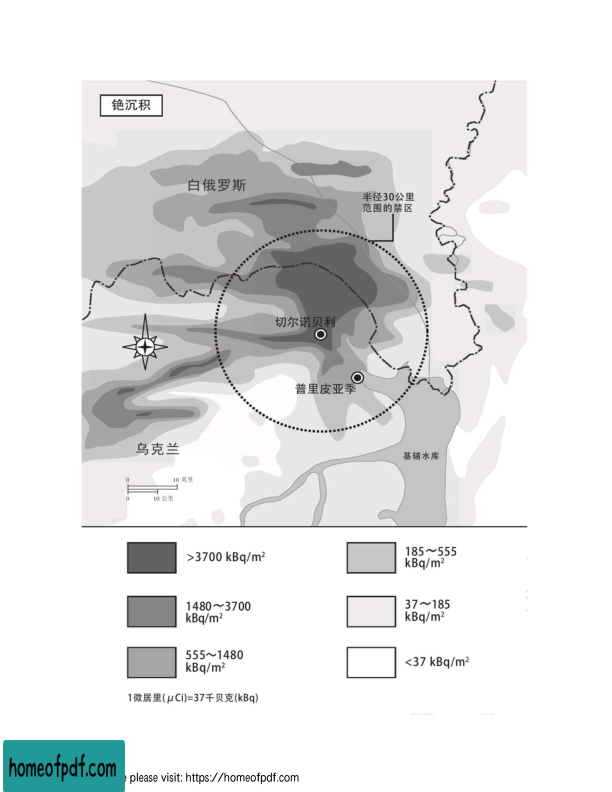 铯沉积
白俄罗斯
半径30公里
范围的禁区
切尔诺贝利
普里皮亚季
乌克兰
基辅水库
0 10 英里
0 10 公里
>3700 kBq/m²
185～555
kBq/m²
1480～3700
kBq/m²
37～185
kBq/m²
555～1480
kBq/m²
<37 kBq/m²
1微居里(μCi)=37千贝克(kBq)
homeofpdf.com
please visit: https://homeofpdf.com